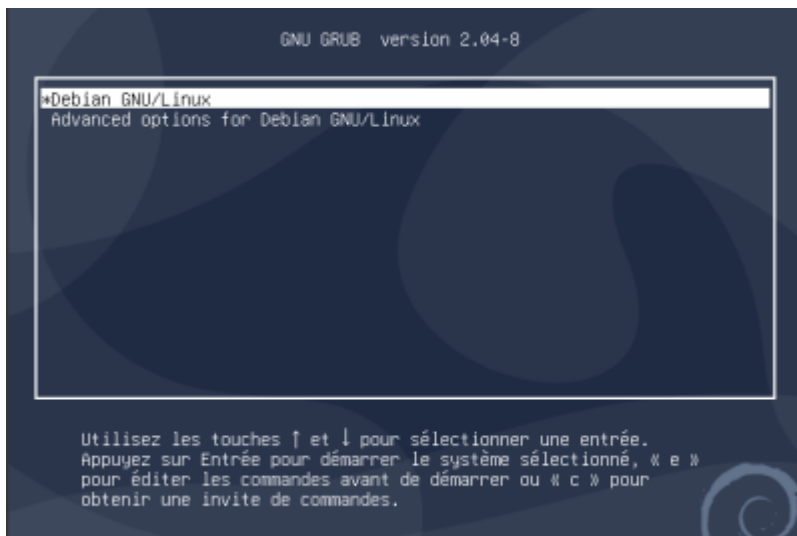 GNU GRUB version 2.04-8
*Debian GNU/Linux
Advanced options for Debian GNU/Linux
Utilisez les touches ↑ et ↓ pour sélectionner une entrée.
Appuyez sur Entrée pour démarrer le système sélectionné, « e »
pour éditer les commandes avant de démarrer ou « c » pour
obtenir une invite de commandes.